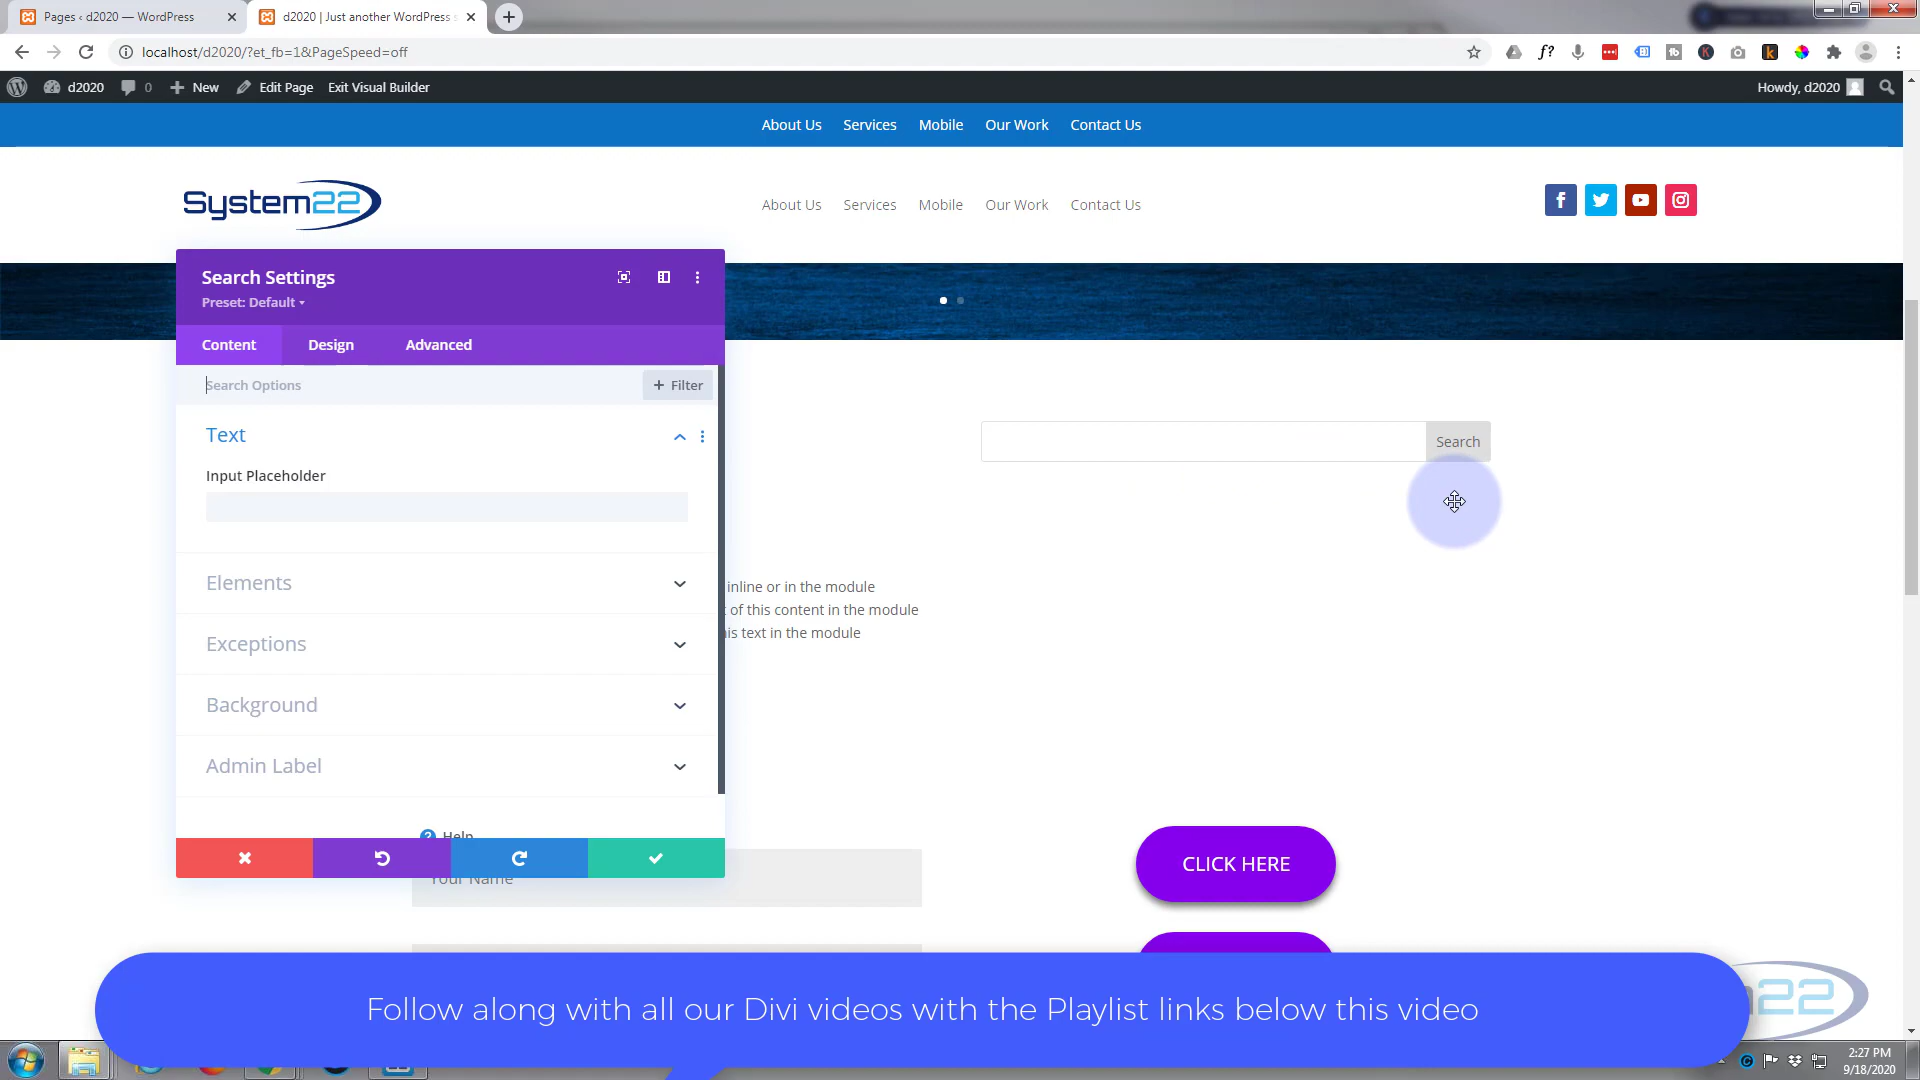 Pages ‹ d2020 — WordPress
d2020 | Just another WordPress s
localhost/d2020/?et_fb=1&PageSpeed=off
d2020
0
New
Edit Page
Exit Visual Builder
Howdy, d2020
About Us
Services
Mobile
Our Work
Contact Us
System22
About Us
Services
Mobile
Our Work
Contact Us
Search Settings
Preset: Default
Content
Design
Advanced
Search Options
+ Filter
Text
Input Placeholder
Elements
Exceptions
Background
Admin Label
Help
Search
inline or in the module
of this content in the module
his text in the module
Your Name
CLICK HERE
Follow along with all our Divi videos with the Playlist links below this video
22
2:27 PM
9/18/2020